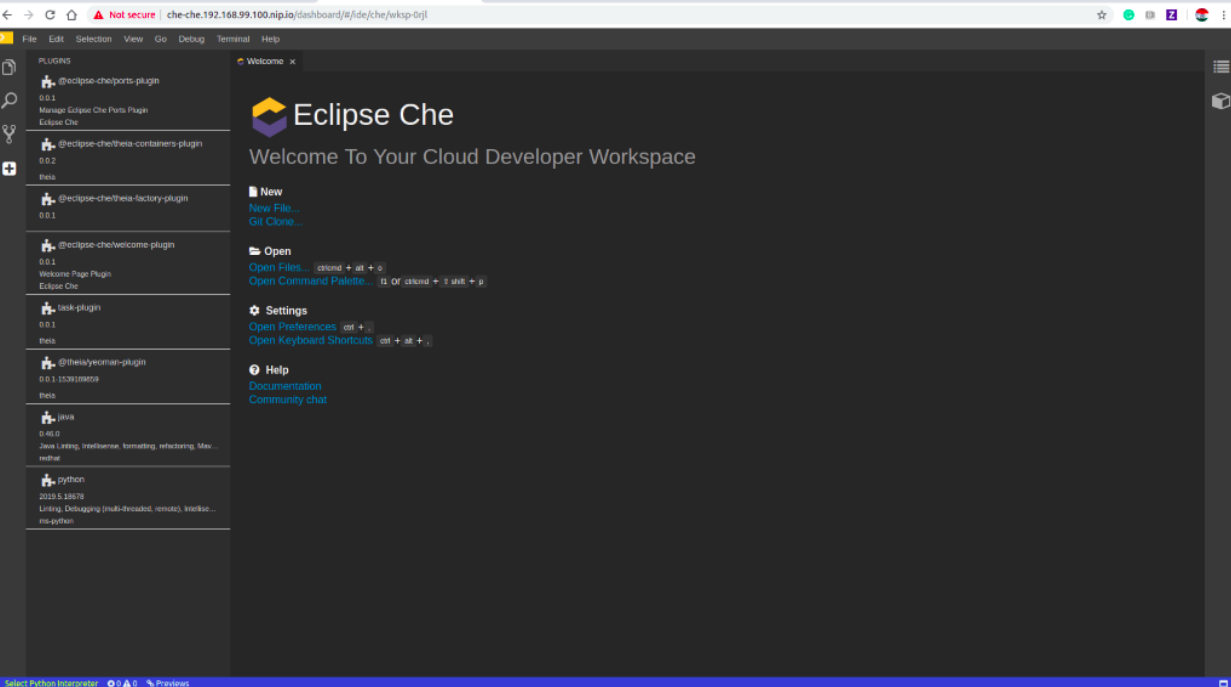 Not secure | che-che.192.168.99.100.nip.io/dashboard/#/ide/che/wksp-0rjl
Z
File Edit Selection View Go Debug Terminal Help
PLUGINS
@eclipse-che/ports-plugin
0.0.1
Manage Eclipse Che Ports Plugin
Eclipse Che
@eclipse-che/theia-containers-plugin
0.0.2
theia
@eclipse-che/theia-factory-plugin
0.0.1
@eclipse-che/welcome-plugin
0.0.1
Welcome Page Plugin
Eclipse Che
task-plugin
0.0.1
theia
@theia/yeoman-plugin
0.0.1-1539189859
theia
java
0.46.0
Java Linting, Intellisense, formatting, refactoring, Mav...
redhat
python
2019.5.18678
Linting, Debugging (multi-threaded, remote), Intellise...
ms-python
Welcome ×
Eclipse Che
Welcome To Your Cloud Developer Workspace
New
New File...
Git Clone...
Open
Open Files... ctrlcmd + alt + o
Open Command Palette... f1 or ctrlcmd + ⇧ shift + p
Settings
Open Preferences ctrl + ,
Open Keyboard Shortcuts ctrl + alt + ,
Help
Documentation
Community chat
Select Python Interpreter 0 0 Previews